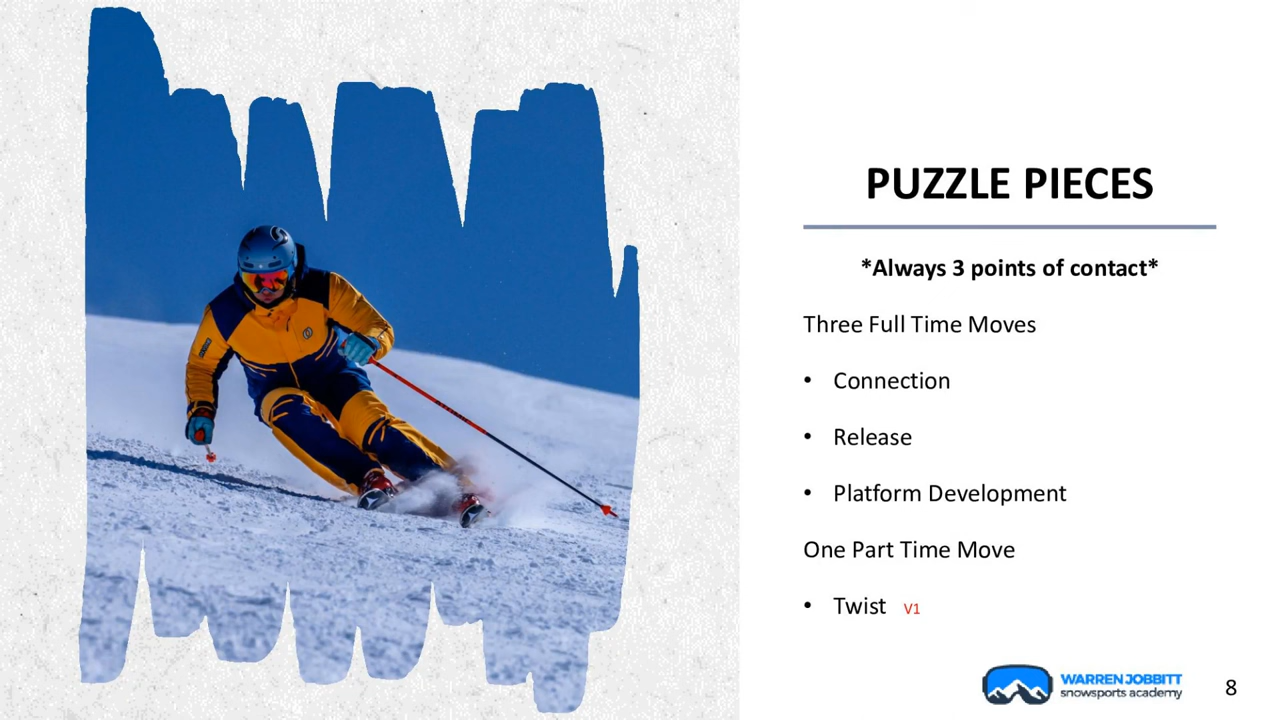 PUZZLE PIECES
*Always 3 points of contact*
Three Full Time Moves
• Connection
• Release
• Platform Development
One Part Time Move
• Twist V1
WARREN JOBBITT
snowsports academy
8